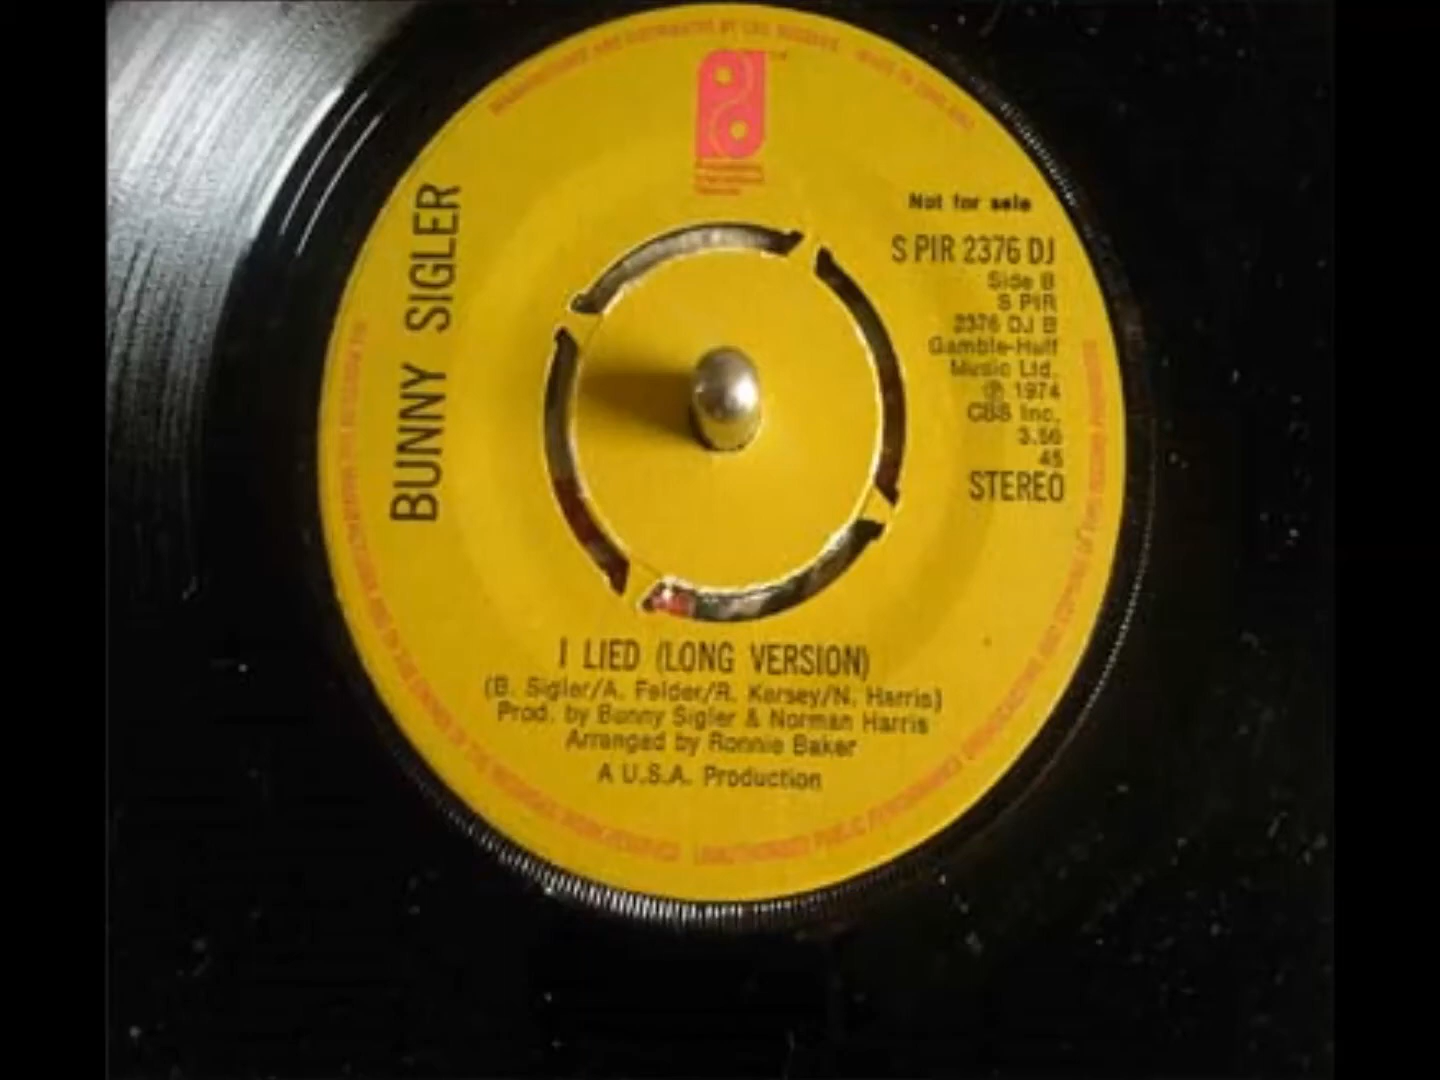 Not for sale
S PIR 2376 DJ
Side B
S PIR
2376 DJ B
Gamble-Huff
Music Ltd.
℗ 1974
CBS Inc.
3.56
45
STEREO
BUNNY SIGLER
I LIED (LONG VERSION)
(B. Sigler/A. Felder/R. Kersey/N. Harris)
Prod. by Bunny Sigler & Norman Harris
Arranged by Ronnie Baker
A U.S.A. Production